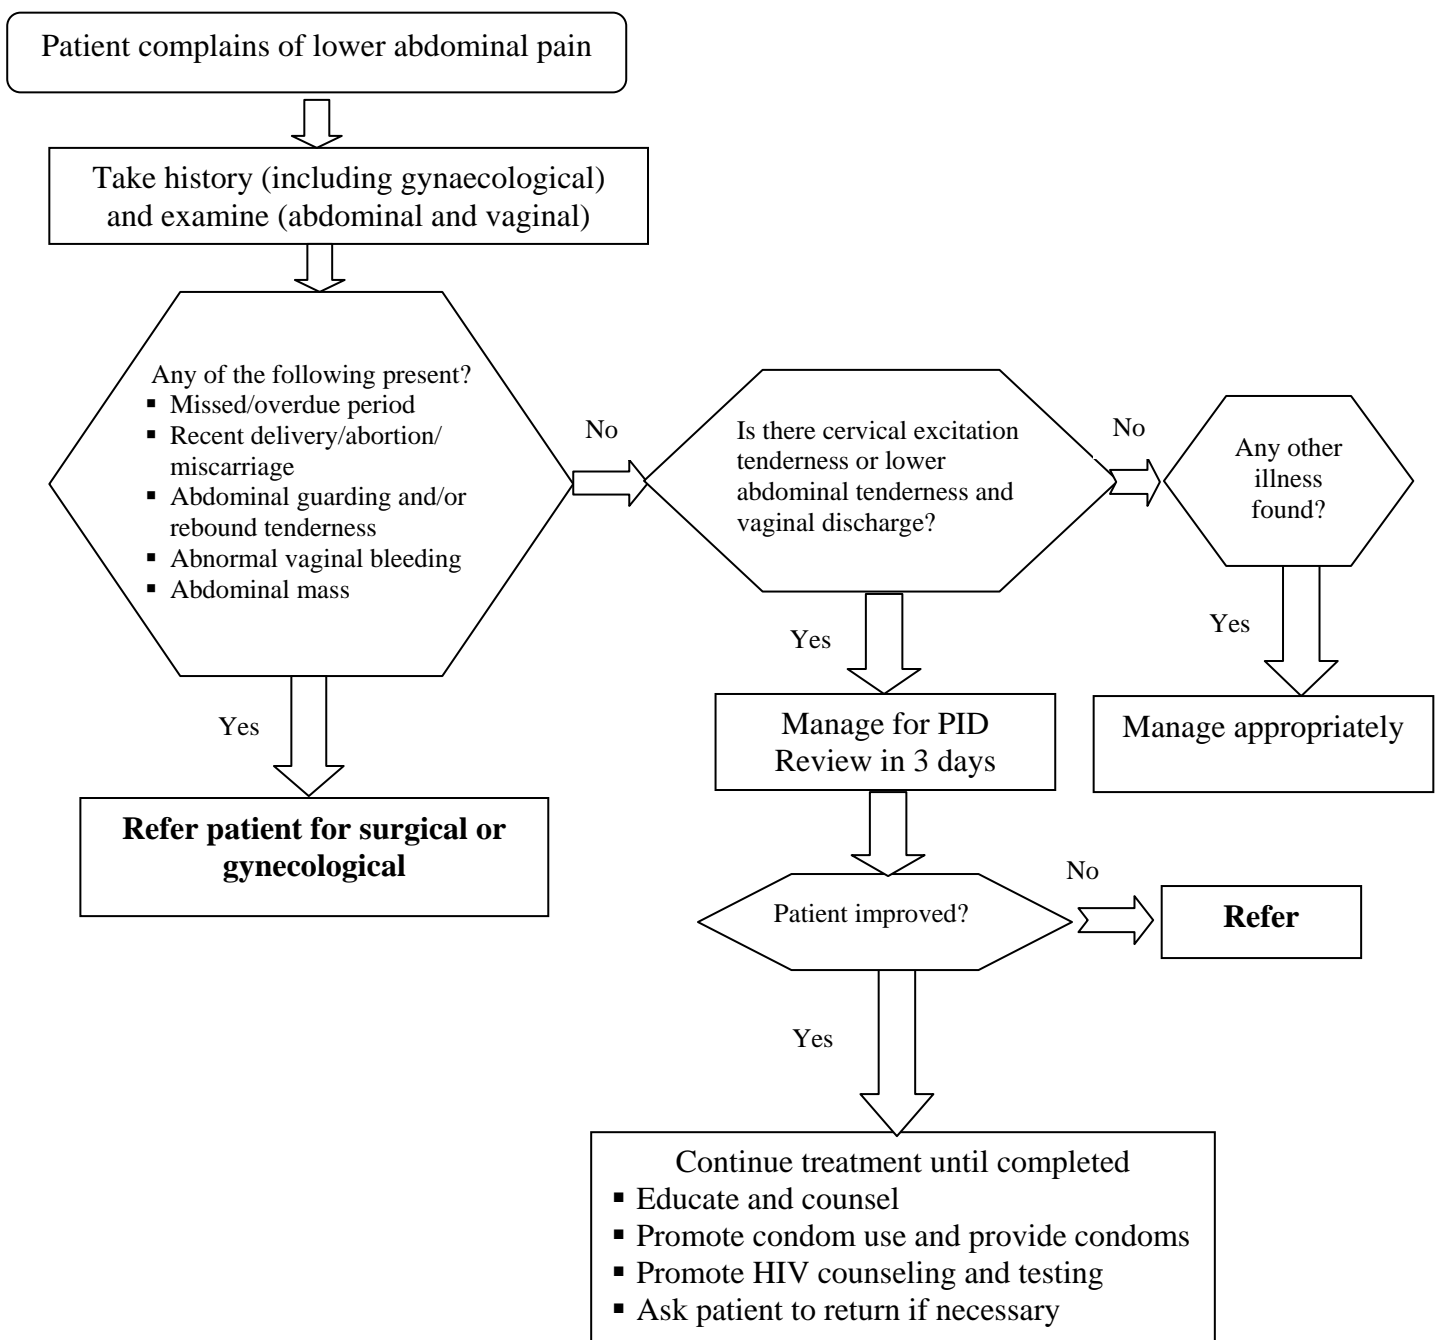 Patient complains of lower abdominal pain
Take history (including gynaecological)
and examine (abdominal and vaginal)
Any of the following present?
▪ Missed/overdue period
▪ Recent delivery/abortion/
miscarriage
▪ Abdominal guarding and/or
rebound tenderness
▪ Abnormal vaginal bleeding
▪ Abdominal mass
No
Is there cervical excitation
tenderness or lower
abdominal tenderness and
vaginal discharge?
No
Any other
illness
found?
Yes
Yes
Yes
Refer patient for surgical or
gynecological
Manage for PID
Review in 3 days
Manage appropriately
Patient improved?
No
Refer
Yes
Continue treatment until completed
▪ Educate and counsel
▪ Promote condom use and provide condoms
▪ Promote HIV counseling and testing
▪ Ask patient to return if necessary